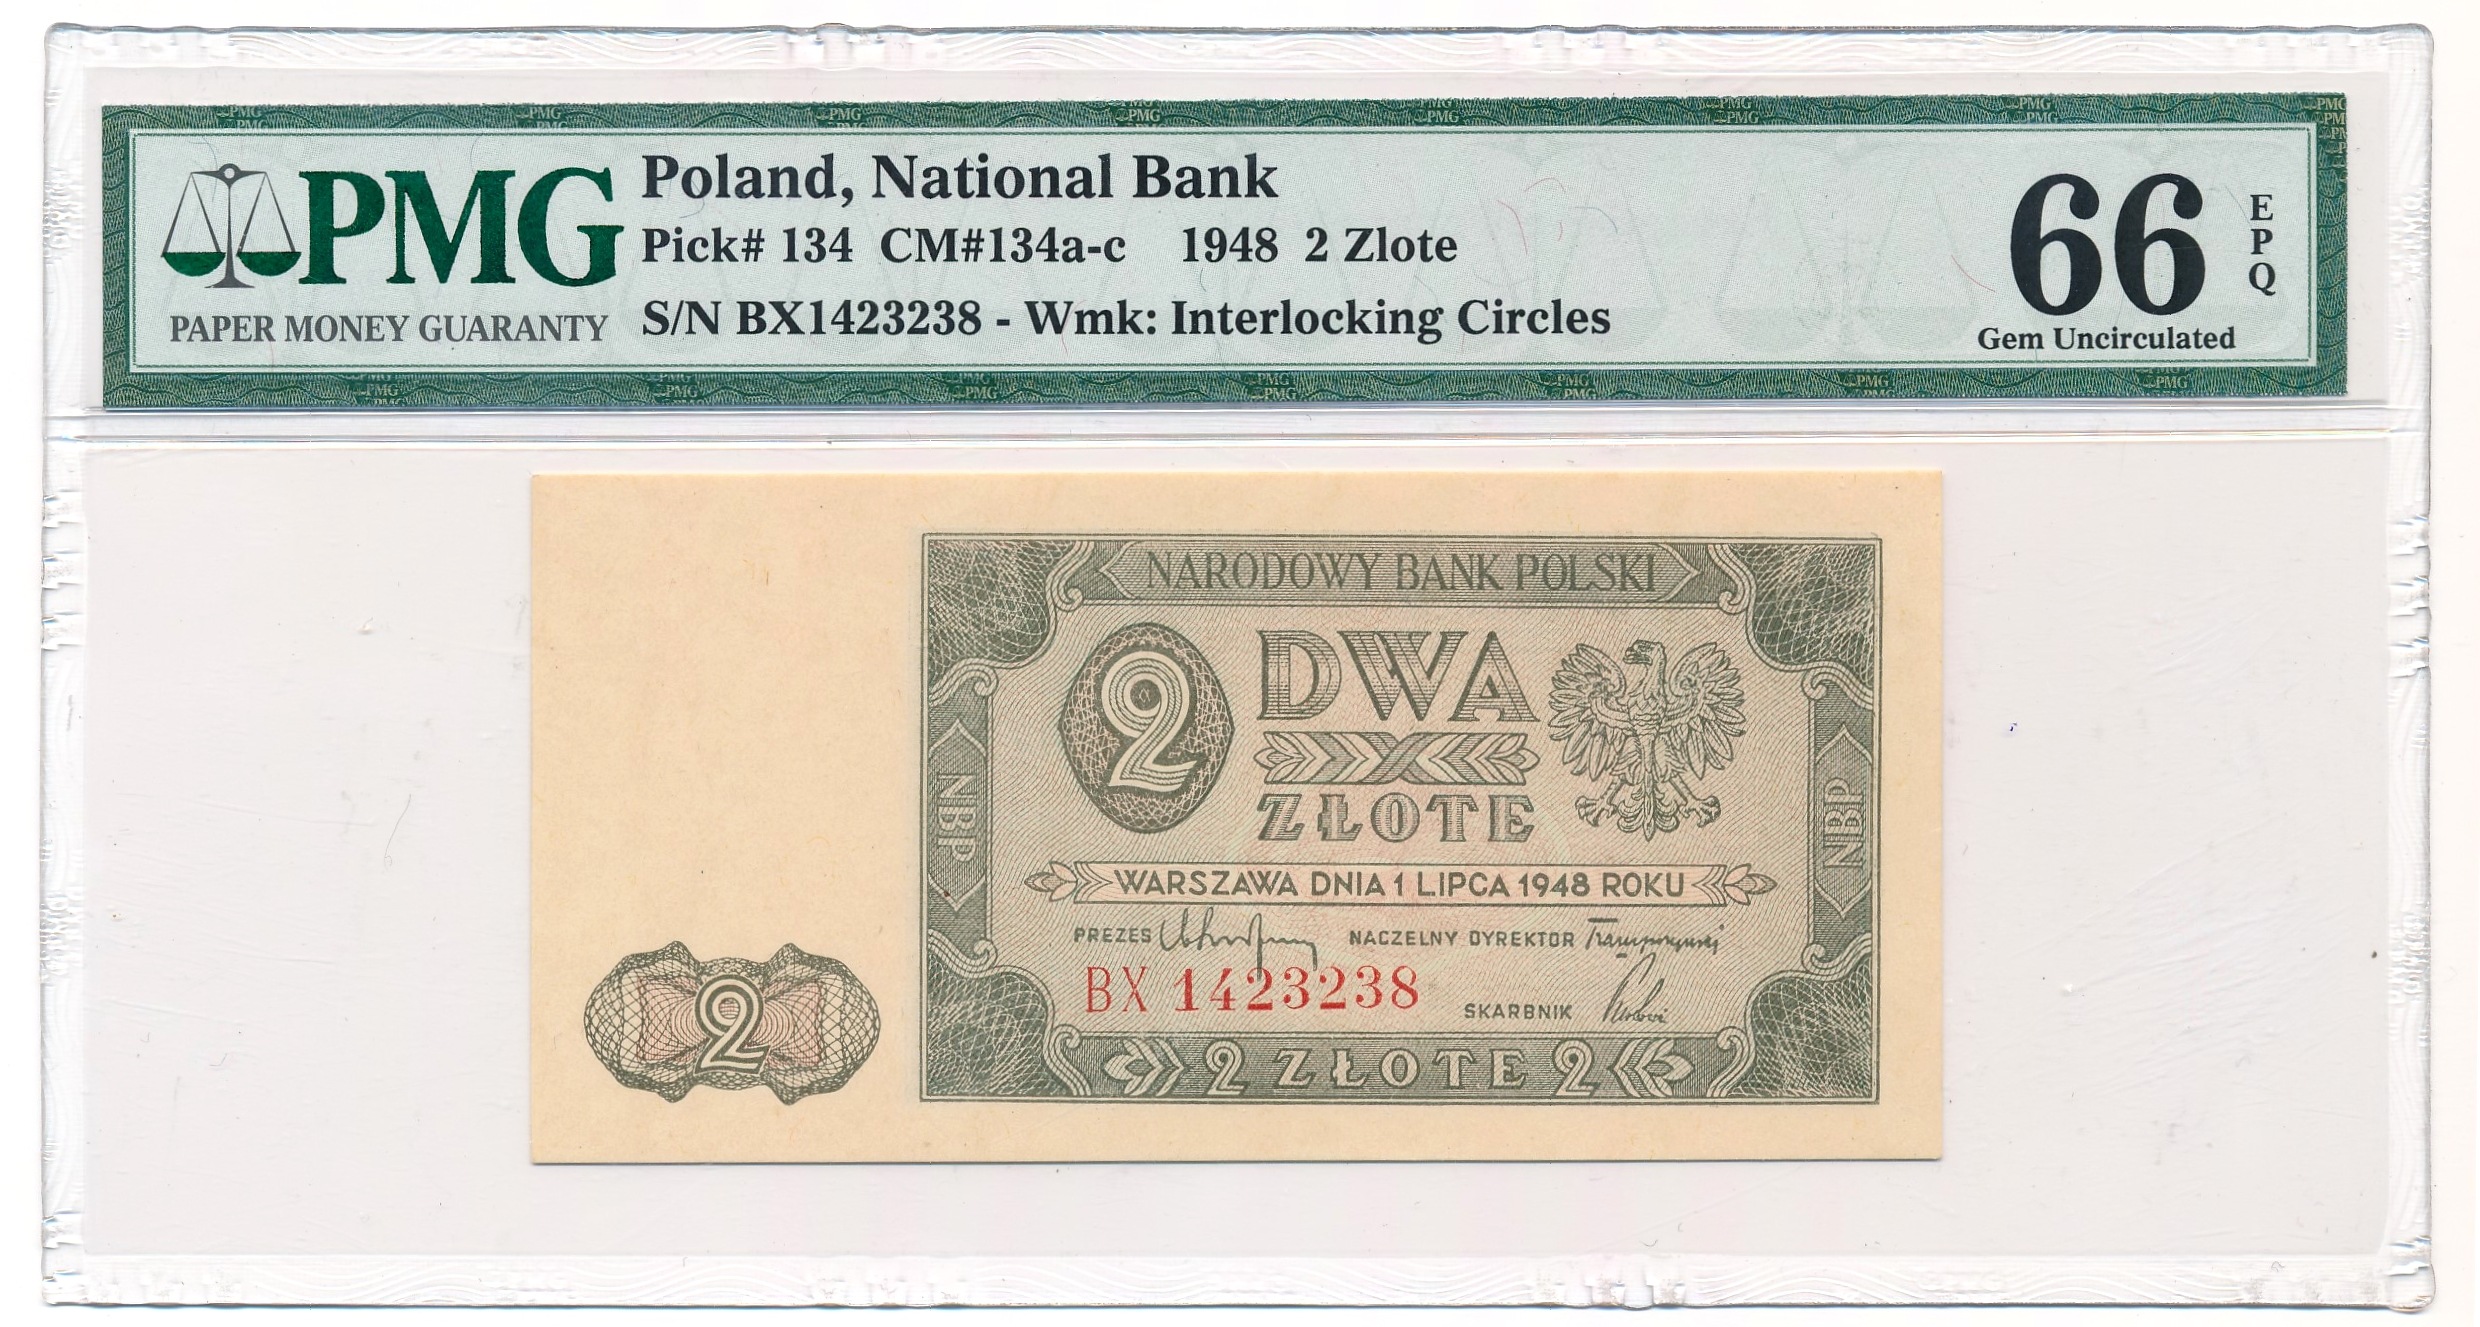 PMG
PAPER MONEY GUARANTY
Poland, National Bank
Pick# 134 CM#134a-c 1948 2 Zlote
S/N BX1423238 - Wmk: Interlocking Circles
66
EPQ
Gem Uncirculated
NARODOWY BANK POLSKI
2
DWA
ZŁOTE
NBP
NBP
WARSZAWA DNIA 1 LIPCA 1948 ROKU
PREZES NACZELNY DYREKTOR
BX 1423238
SKARBNIK
2
2 ZŁOTE 2